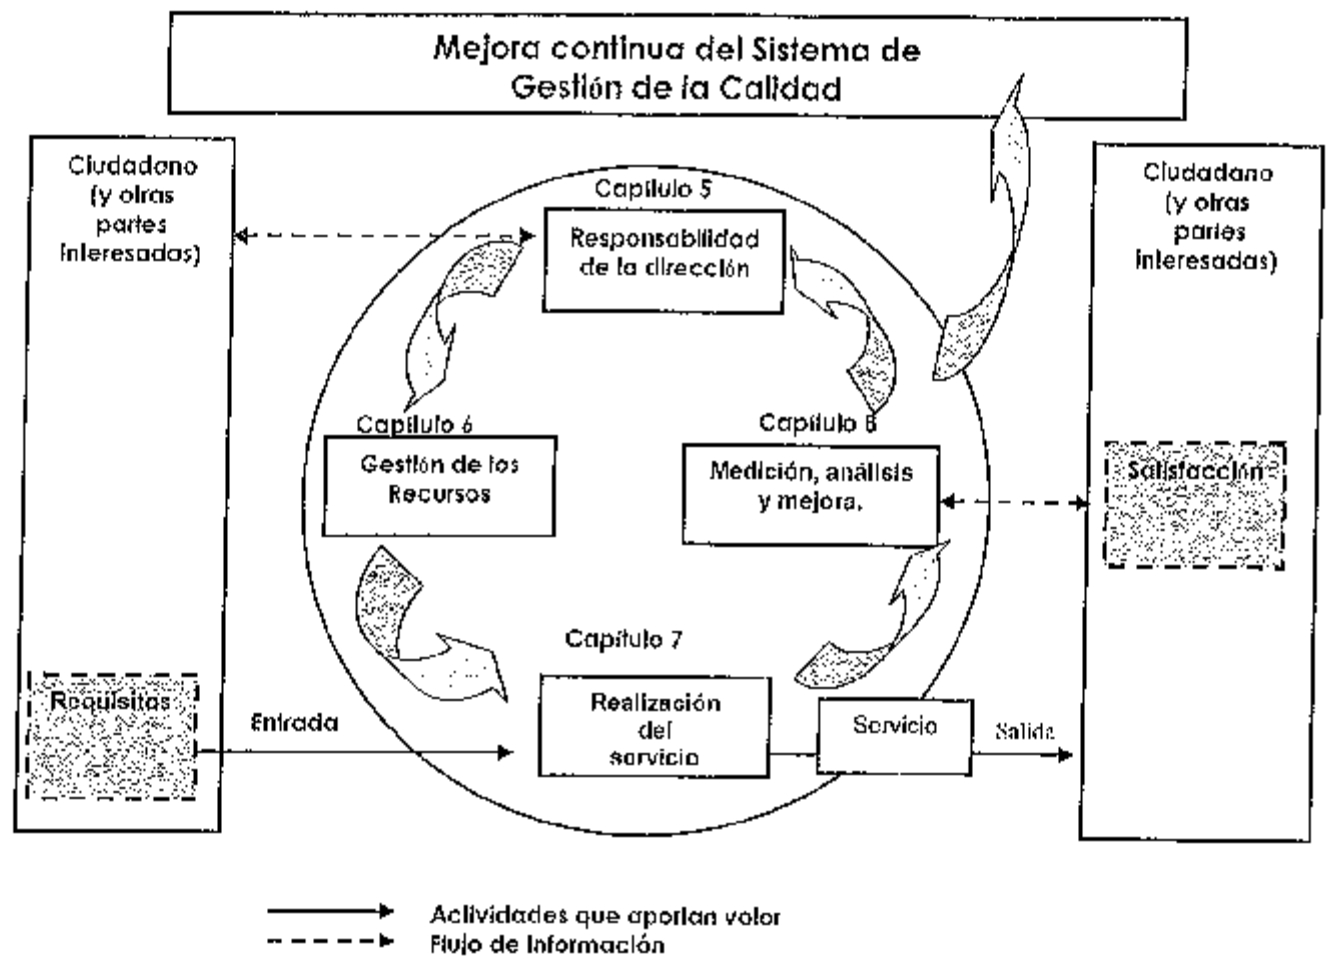 Mejora continua del Sistema de
Gestión de la Calidad
Ciudadano
(y otras
partes
interesadas)
Capítulo 5
Responsabilidad
de la dirección
Ciudadano
(y otras
partes
interesadas)
Capítulo 6
Gestión de los
Recursos
Capítulo 8
Medición, análisis
y mejora.
Satisfacción
Capítulo 7
Realización
del
servicio
Requisitos
Entrada
Servicio
Salida
Actividades que aportan valor
Flujo de Información